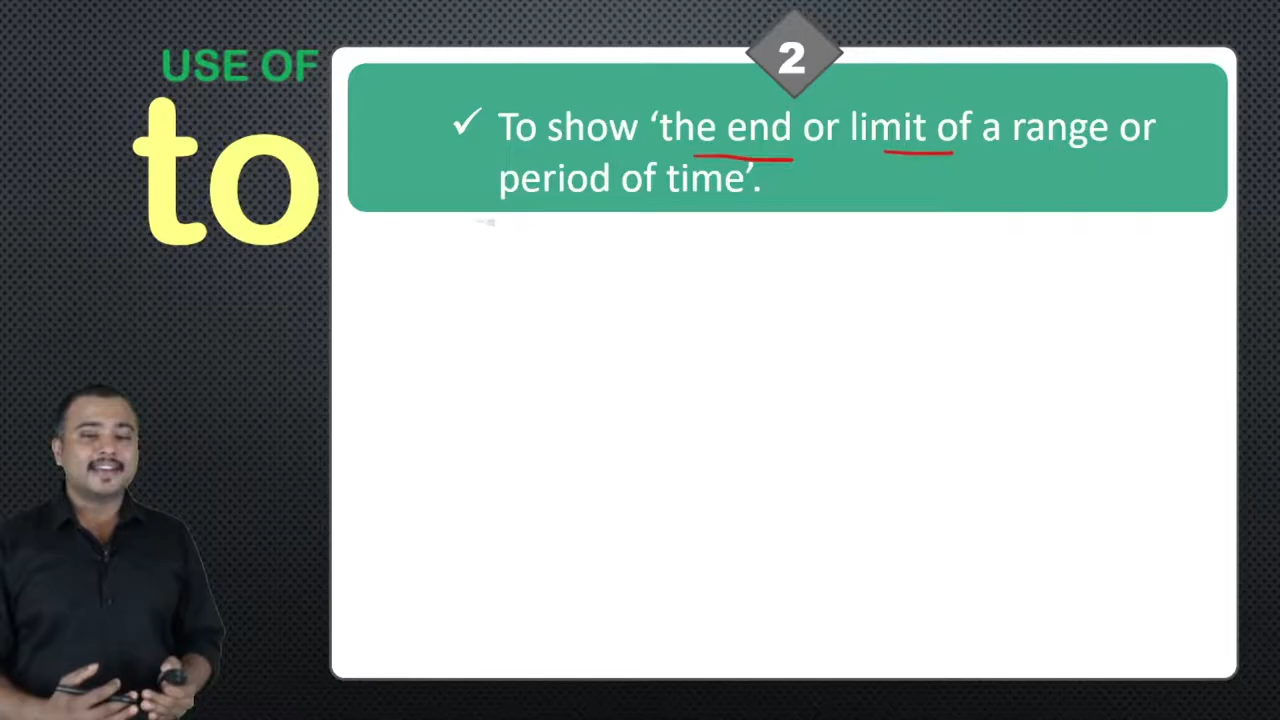 USE OF
to
2
✓ To show ‘the end or limit of a range or
period of time’.